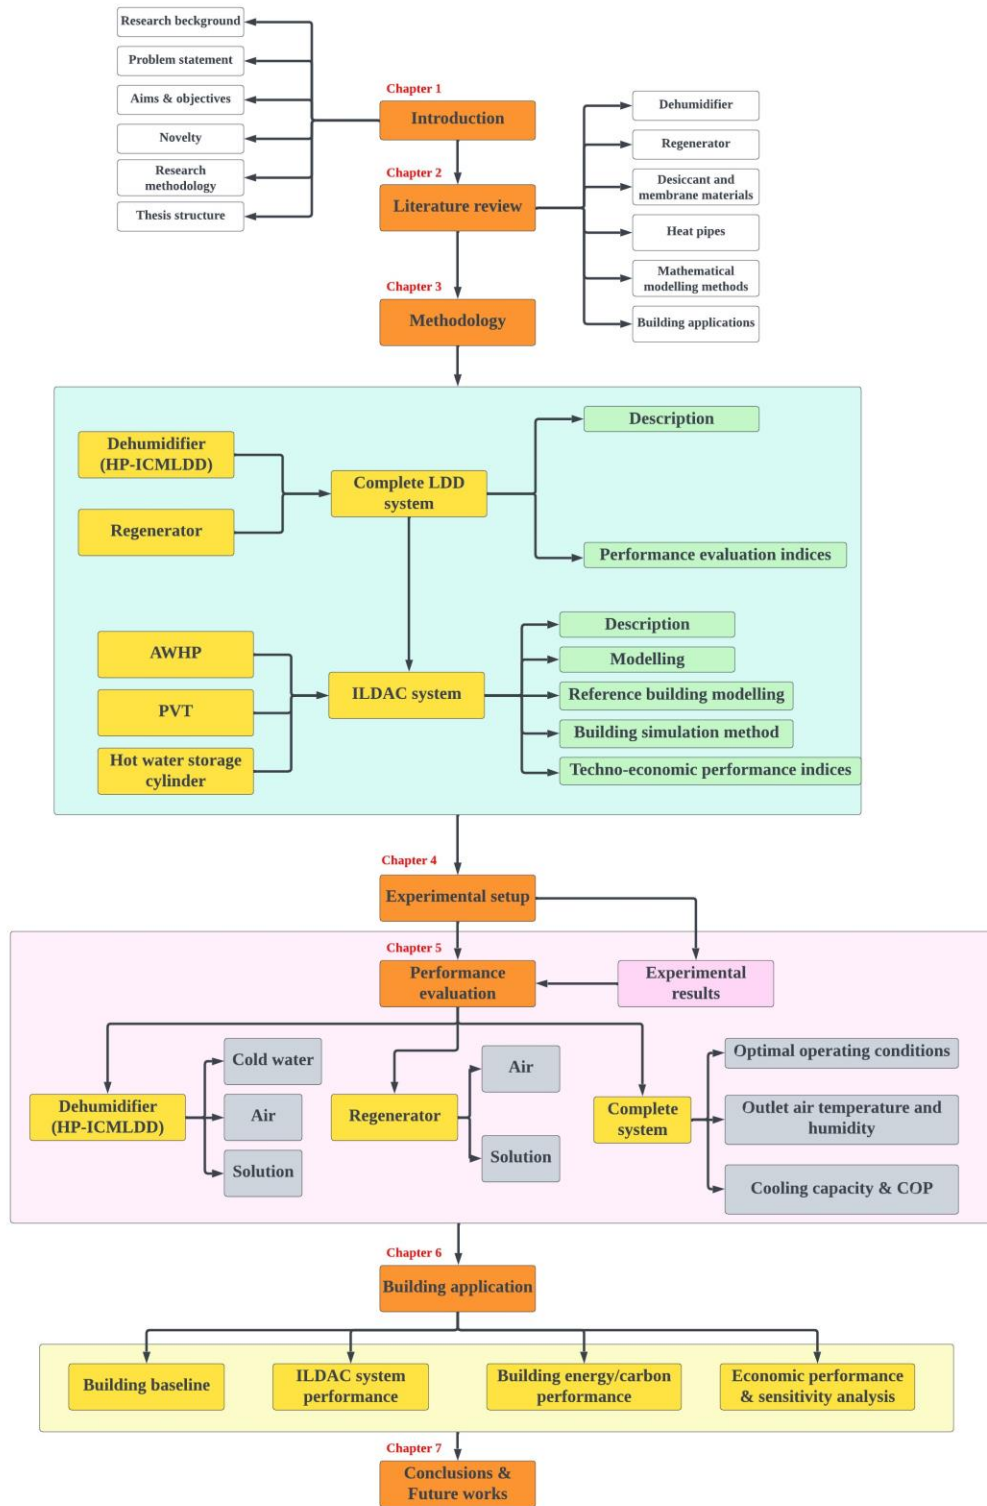 Research beckground
Problem statement
Aims & objectives
Novelty
Research
methodology
Thesis structure
Chapter 1
Introduction
Chapter 2
Literature review
Dehumidifier
Regenerator
Desiccant and
membrane materials
Heat pipes
Mathematical
modelling methods
Building applications
Chapter 3
Methodology
Dehumidifier
(HP-ICMLDD)
Regenerator
Complete LDD
system
Description
Performance evaluation indices
AWHP
PVT
Hot water storage
cylinder
ILDAC system
Description
Modelling
Reference building modelling
Building simulation method
Techno-economic performance indices
Chapter 4
Experimental setup
Chapter 5
Performance
evaluation
Experimental
results
Dehumidifier
(HP-ICMLDD)
Cold water
Air
Solution
Regenerator
Air
Solution
Complete
system
Optimal operating conditions
Outlet air temperature and
humidity
Cooling capacity & COP
Chapter 6
Building application
Building baseline
ILDAC system
performance
Building energy/carbon
performance
Economic performance
& sensitivity analysis
Chapter 7
Conclusions &
Future works